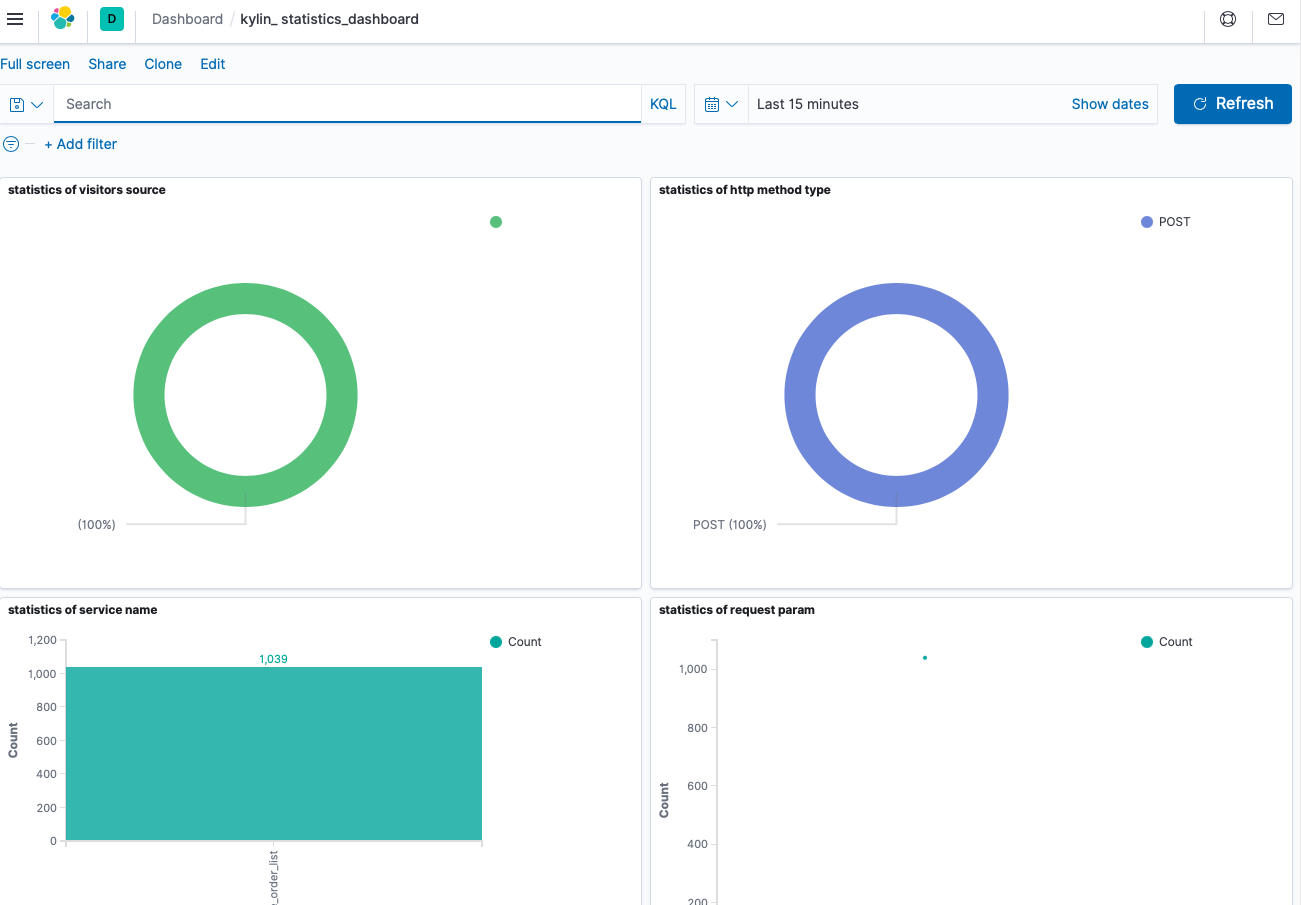 D
Dashboard / kylin_ statistics_dashboard
Full screen Share Clone Edit
Search KQL Last 15 minutes Show dates Refresh
+ Add filter
statistics of visitors source
(100%)
statistics of http method type
POST
POST (100%)
statistics of service name
Count
1,200
1,039
1,000
800
600
400
200
0
Count
_order_list
statistics of request param
Count
1,000
800
600
400
200
Count